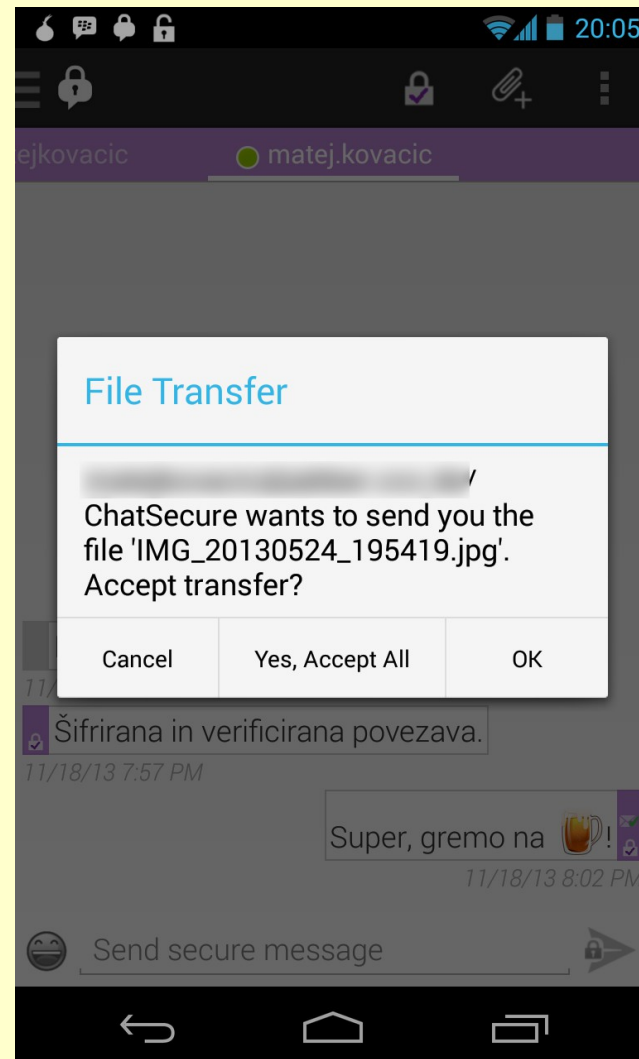 20:05
ejkovacic
matej.kovacic
File Transfer
/
ChatSecure wants to send you the
file 'IMG_20130524_195419.jpg'.
Accept transfer?
Cancel
Yes, Accept All
OK
11/
Šifrirana in verificirana povezava.
11/18/13 7:57 PM
Super, gremo na !
11/18/13 8:02 PM
Send secure message